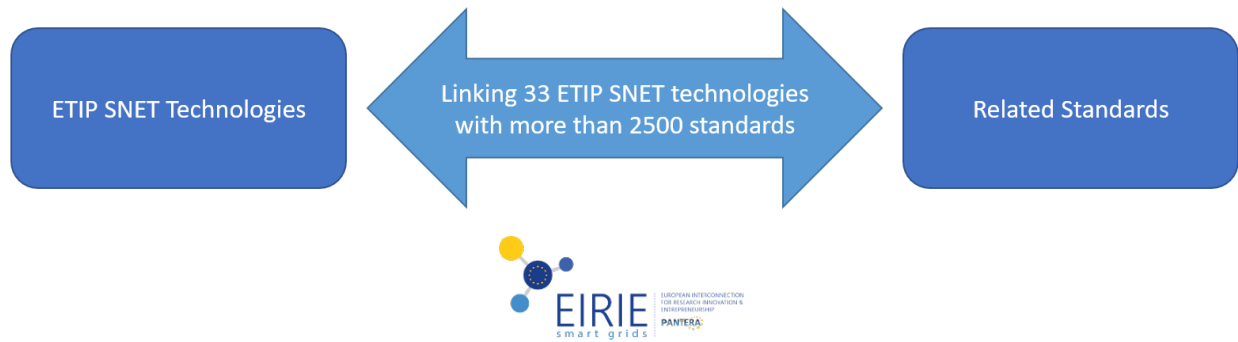 ETIP SNET Technologies
Linking 33 ETIP SNET technologies
with more than 2500 standards
Related Standards
EIRIE
smart grids
EUROPEAN INTERCONNECTION
FOR RESEARCH INNOVATION &
ENTREPRENEURSHIP
PANTERA